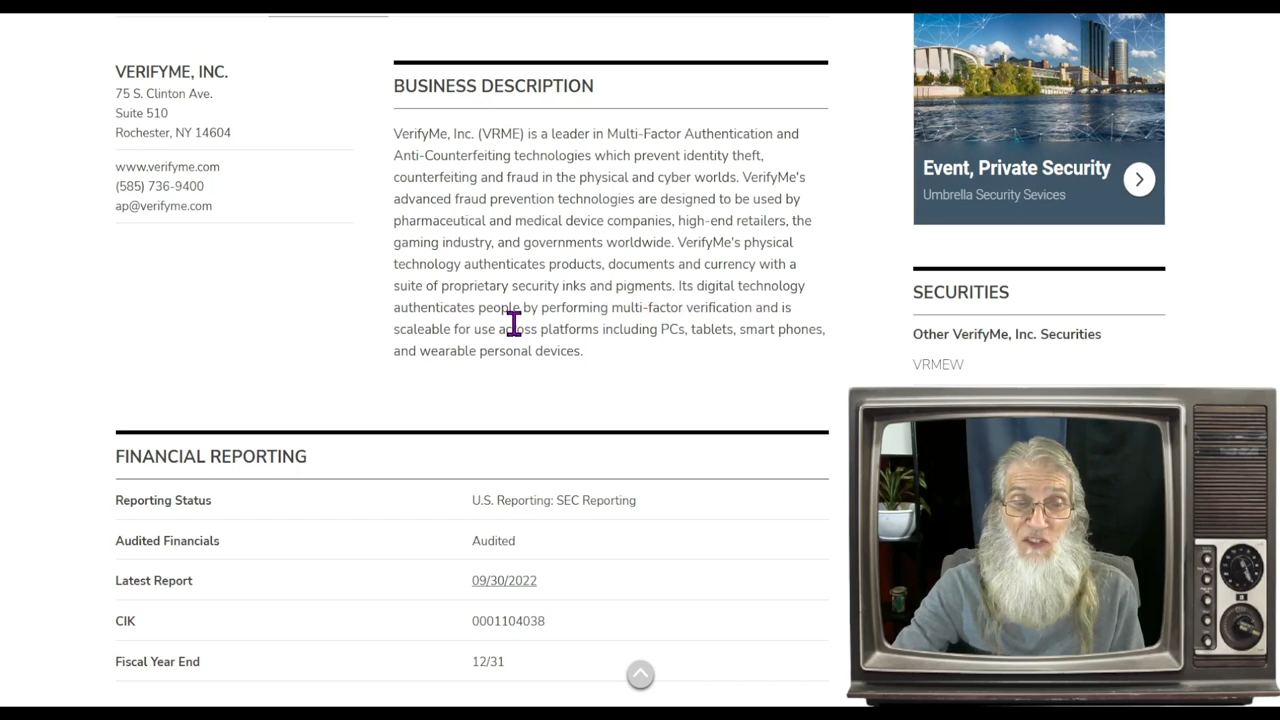 VERIFYME, INC.
75 S. Clinton Ave.
Suite 510
Rochester, NY 14604
www.verifyme.com
(585) 736-9400
ap@verifyme.com
BUSINESS DESCRIPTION
VerifyMe, Inc. (VRME) is a leader in Multi-Factor Authentication and
Anti-Counterfeiting technologies which prevent identity theft,
counterfeiting and fraud in the physical and cyber worlds. VerifyMe's
advanced fraud prevention technologies are designed to be used by
pharmaceutical and medical device companies, high-end retailers, the
gaming industry, and governments worldwide. VerifyMe's physical
technology authenticates products, documents and currency with a
suite of proprietary security inks and pigments. Its digital technology
authenticates people by performing multi-factor verification and is
scaleable for use across platforms including PCs, tablets, smart phones,
and wearable personal devices.
Event, Private Security
Umbrella Security Sevices
SECURITIES
Other VerifyMe, Inc. Securities
VRMEW
FINANCIAL REPORTING
Reporting Status U.S. Reporting: SEC Reporting
Audited Financials Audited
Latest Report 09/30/2022
CIK 0001104038
Fiscal Year End 12/31